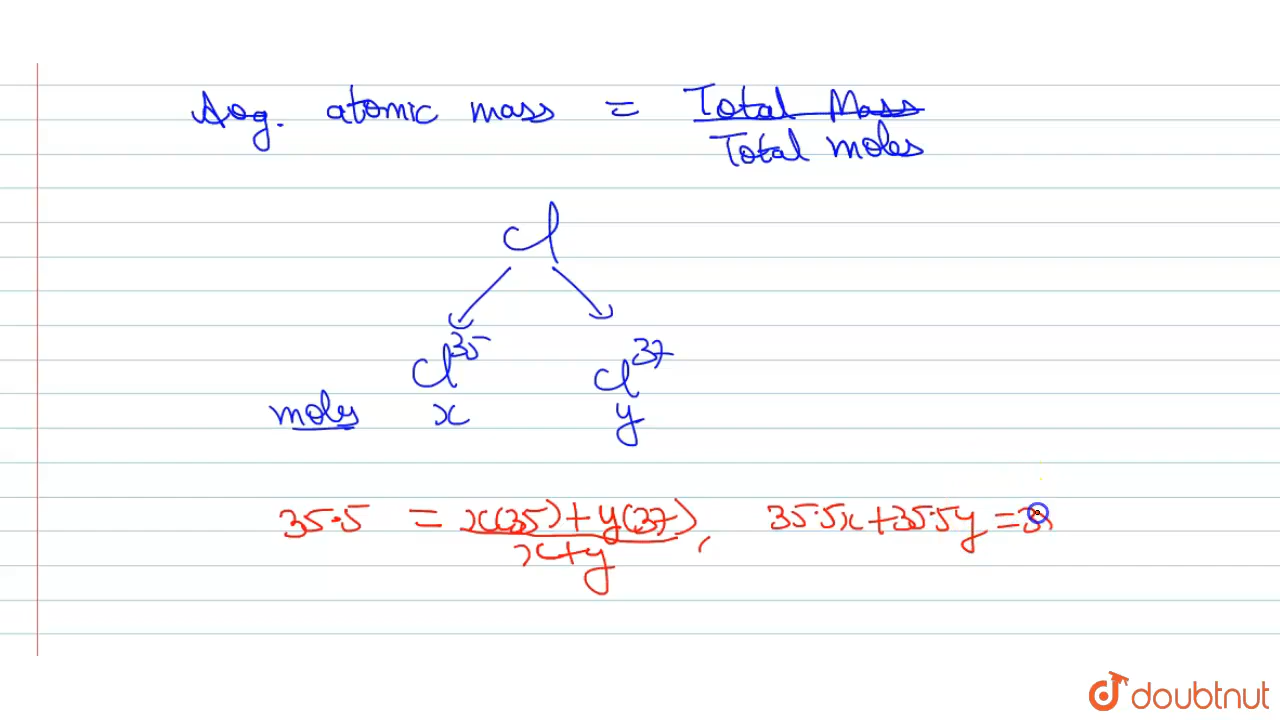 Avg. atomic mass = Total Mass
Total moles
Cl
Cl³⁵ Cl³⁷
moles x y
35.5 = x(35)+y(37) , 35.5x+35.5y=3
x+y
doubtnut